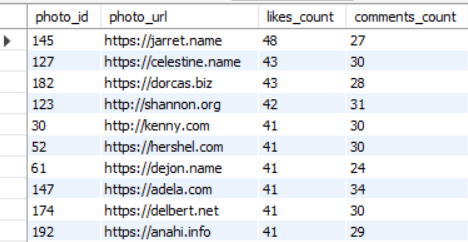 photo_id photo_url likes_count comments_count
145 https://jarret.name 48 27
127 https://celestine.name 43 30
182 https://dorcas.biz 43 28
123 http://shannon.org 42 31
30 http://kenny.com 41 30
52 https://hershel.com 41 30
61 https://dejon.name 41 24
147 https://adela.com 41 34
174 https://delbert.net 41 30
192 https://anahi.info 41 29